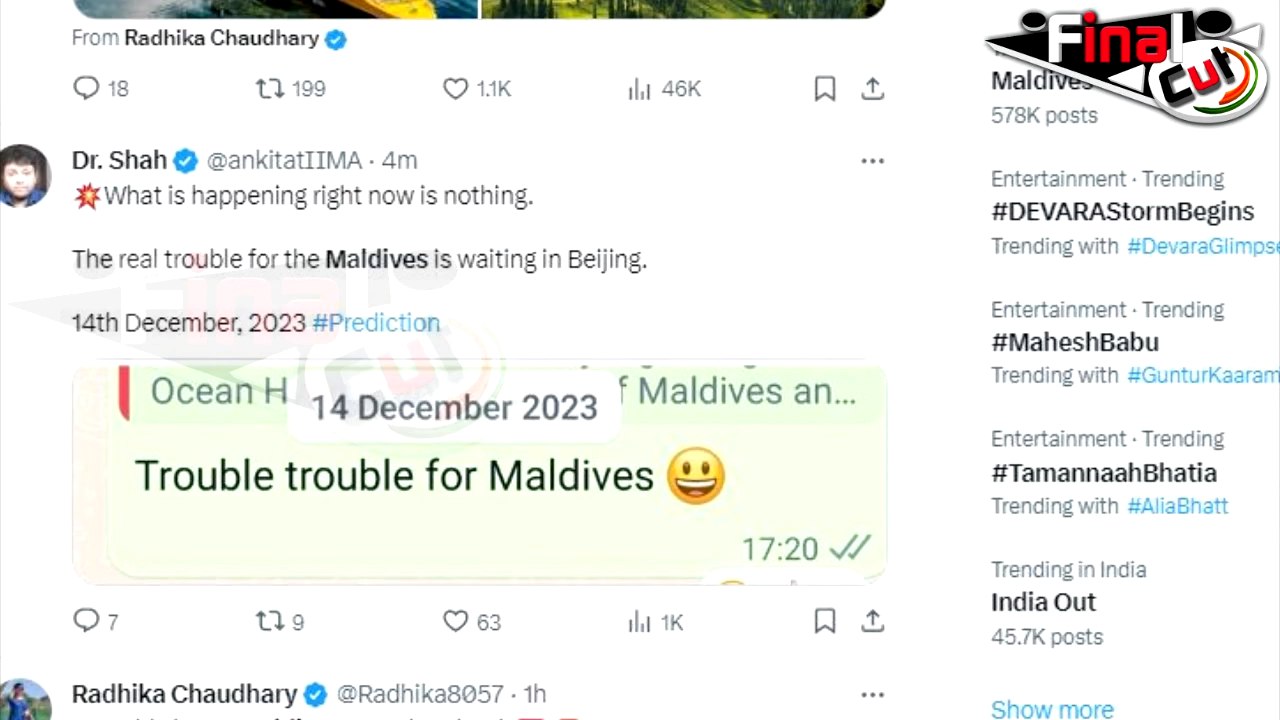 From Radhika Chaudhary
18 199 1.1K 46K
Dr. Shah @ankitatIIMA · 4m
💥What is happening right now is nothing.
The real trouble for the Maldives is waiting in Beijing.
14th December, 2023 #Prediction
Ocean H f Maldives an...
14 December 2023
Trouble trouble for Maldives 😃
17:20
7 9 63 1K
Radhika Chaudhary @Radhika8057 · 1h
Final
Cut
Maldives
578K posts
Entertainment · Trending
#DEVARAStormBegins
Trending with #DevaraGlimpse
Entertainment · Trending
#MaheshBabu
Trending with #GunturKaaram
Entertainment · Trending
#TamannaahBhatia
Trending with #AliaBhatt
Trending in India
India Out
45.7K posts
Show more
Final
Cut